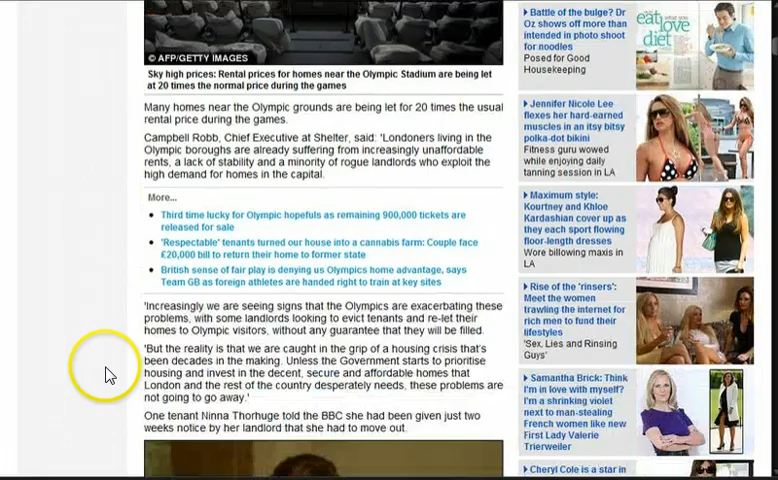 © AFP/GETTY IMAGES
Sky high prices: Rental prices for homes near the Olympic Stadium are being let
at 20 times the normal price during the games
Many homes near the Olympic grounds are being let for 20 times the usual
rental price during the games.
Campbell Robb, Chief Executive at Shelter, said: 'Londoners living in the
Olympic boroughs are already suffering from increasingly unaffordable
rents, a lack of stability and a minority of rogue landlords who exploit the
high demand for homes in the capital.
More...
Third time lucky for Olympic hopefuls as remaining 900,000 tickets are
released for sale
'Respectable' tenants turned our house into a cannabis farm: Couple face
£20,000 bill to return their home to former state
British sense of fair play is denying us Olympics home advantage, says
Team GB as foreign athletes are handed right to train at key sites
'Increasingly we are seeing signs that the Olympics are exacerbating these
problems, with some landlords looking to evict tenants and re-let their
homes to Olympic visitors, without any guarantee that they will be filled.
'But the reality is that we are caught in the grip of a housing crisis that's
been decades in the making. Unless the Government starts to prioritise
housing and invest in the decent, secure and affordable homes that
London and the rest of the country desperately needs, these problems are
not going to go away.'
One tenant Ninna Thorhuge told the BBC she had been given just two
weeks notice by her landlord that she had to move out.
Battle of the bulge? Dr
Oz shows off more than
intended in photo shoot
for noodles
Posed for Good
Housekeeping
eat
love
diet
Jennifer Nicole Lee
flexes her hard-earned
muscles in an itsy bitsy
polka-dot bikini
Fitness guru wowed
while enjoying daily
tanning session in LA
Maximum style:
Kourtney and Khloe
Kardashian cover up as
they each sport flowing
floor-length dresses
Wore billowing maxis in
LA
Rise of the 'rinsers':
Meet the women
trawling the internet for
rich men to fund their
lifestyles
'Sex, Lies and Rinsing
Guys'
Samantha Brick: Think
I'm a shrinking violet
next to man-stealing
French women like new
First Lady Valerie
Trierweiler
Cheryl Cole is a star in